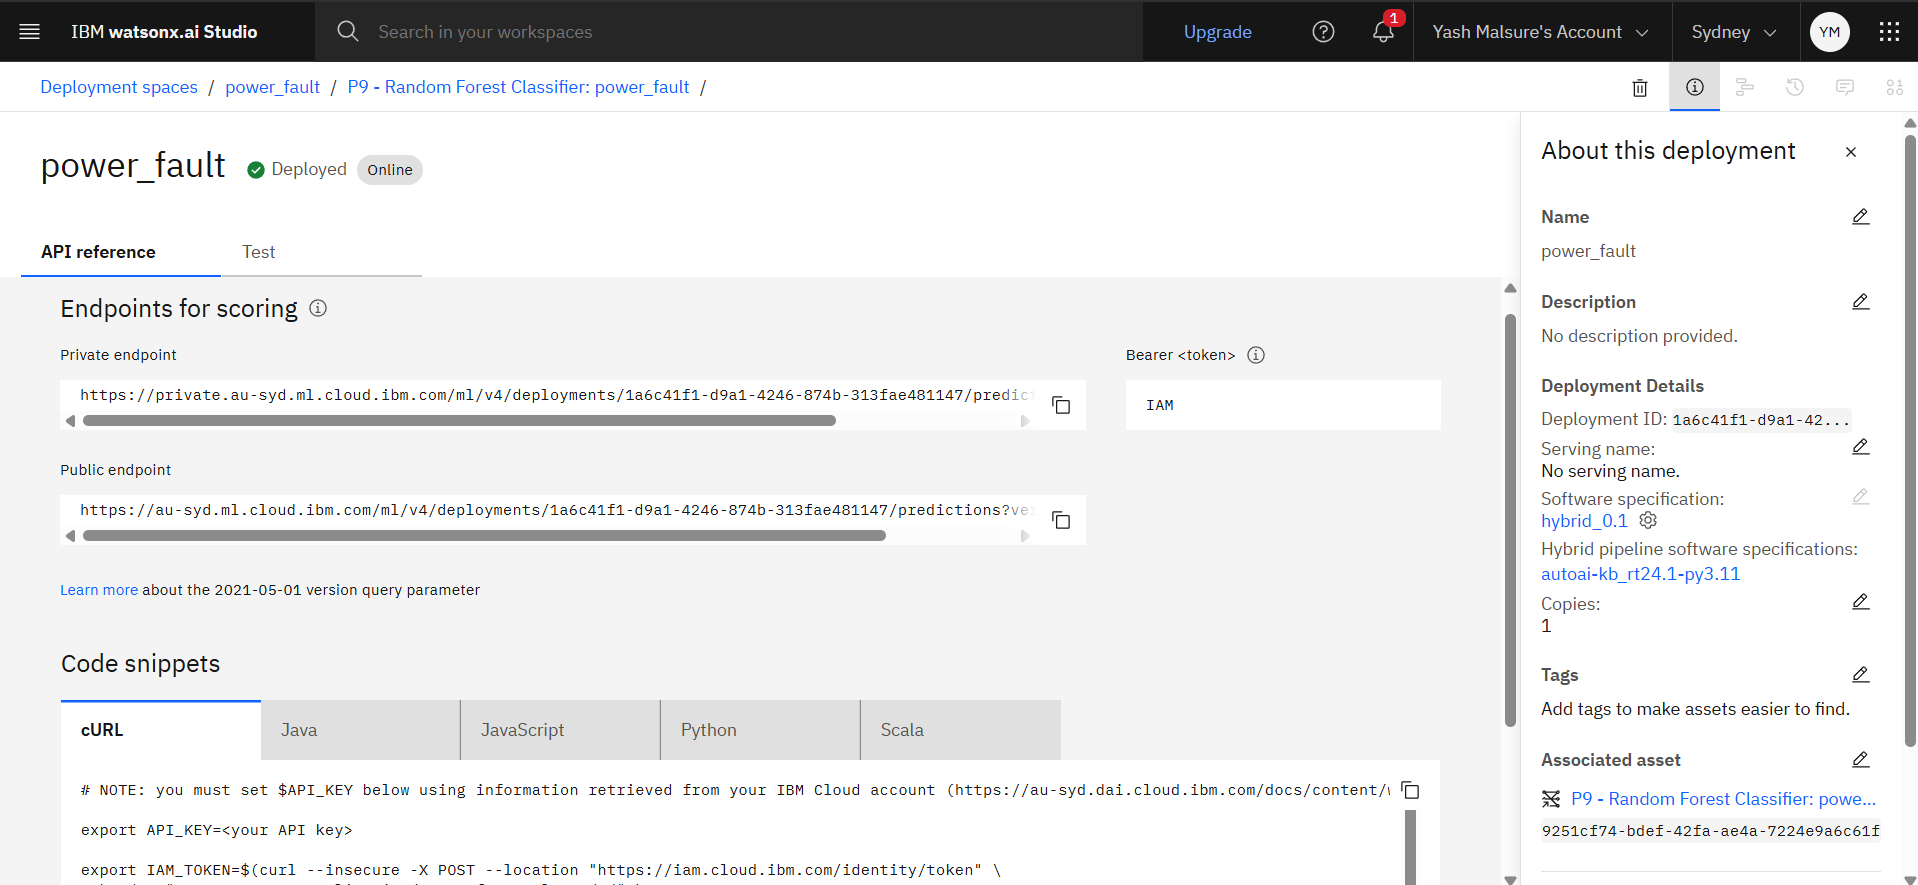 IBM watsonx.ai Studio
Search in your workspaces
Upgrade
1
Yash Malsure's Account
Sydney
YM
Deployment spaces / power_fault / P9 - Random Forest Classifier: power_fault /
power_fault
Deployed
Online
API reference
Test
Endpoints for scoring
Private endpoint
https://private.au-syd.ml.cloud.ibm.com/ml/v4/deployments/1a6c41f1-d9a1-4246-874b-313fae481147/predic
Bearer <token>
IAM
Public endpoint
https://au-syd.ml.cloud.ibm.com/ml/v4/deployments/1a6c41f1-d9a1-4246-874b-313fae481147/predictions?ve
Learn more about the 2021-05-01 version query parameter
Code snippets
cURL
Java
JavaScript
Python
Scala
# NOTE: you must set $API_KEY below using information retrieved from your IBM Cloud account (https://au-syd.dai.cloud.ibm.com/docs/content/
export API_KEY=<your API key>
export IAM_TOKEN=$(curl --insecure -X POST --location "https://iam.cloud.ibm.com/identity/token" \
About this deployment
Name
power_fault
Description
No description provided.
Deployment Details
Deployment ID: 1a6c41f1-d9a1-42...
Serving name:
No serving name.
Software specification:
hybrid_0.1
Hybrid pipeline software specifications:
autoai-kb_rt24.1-py3.11
Copies:
1
Tags
Add tags to make assets easier to find.
Associated asset
P9 - Random Forest Classifier: powe...
9251cf74-bdef-42fa-ae4a-7224e9a6c61f